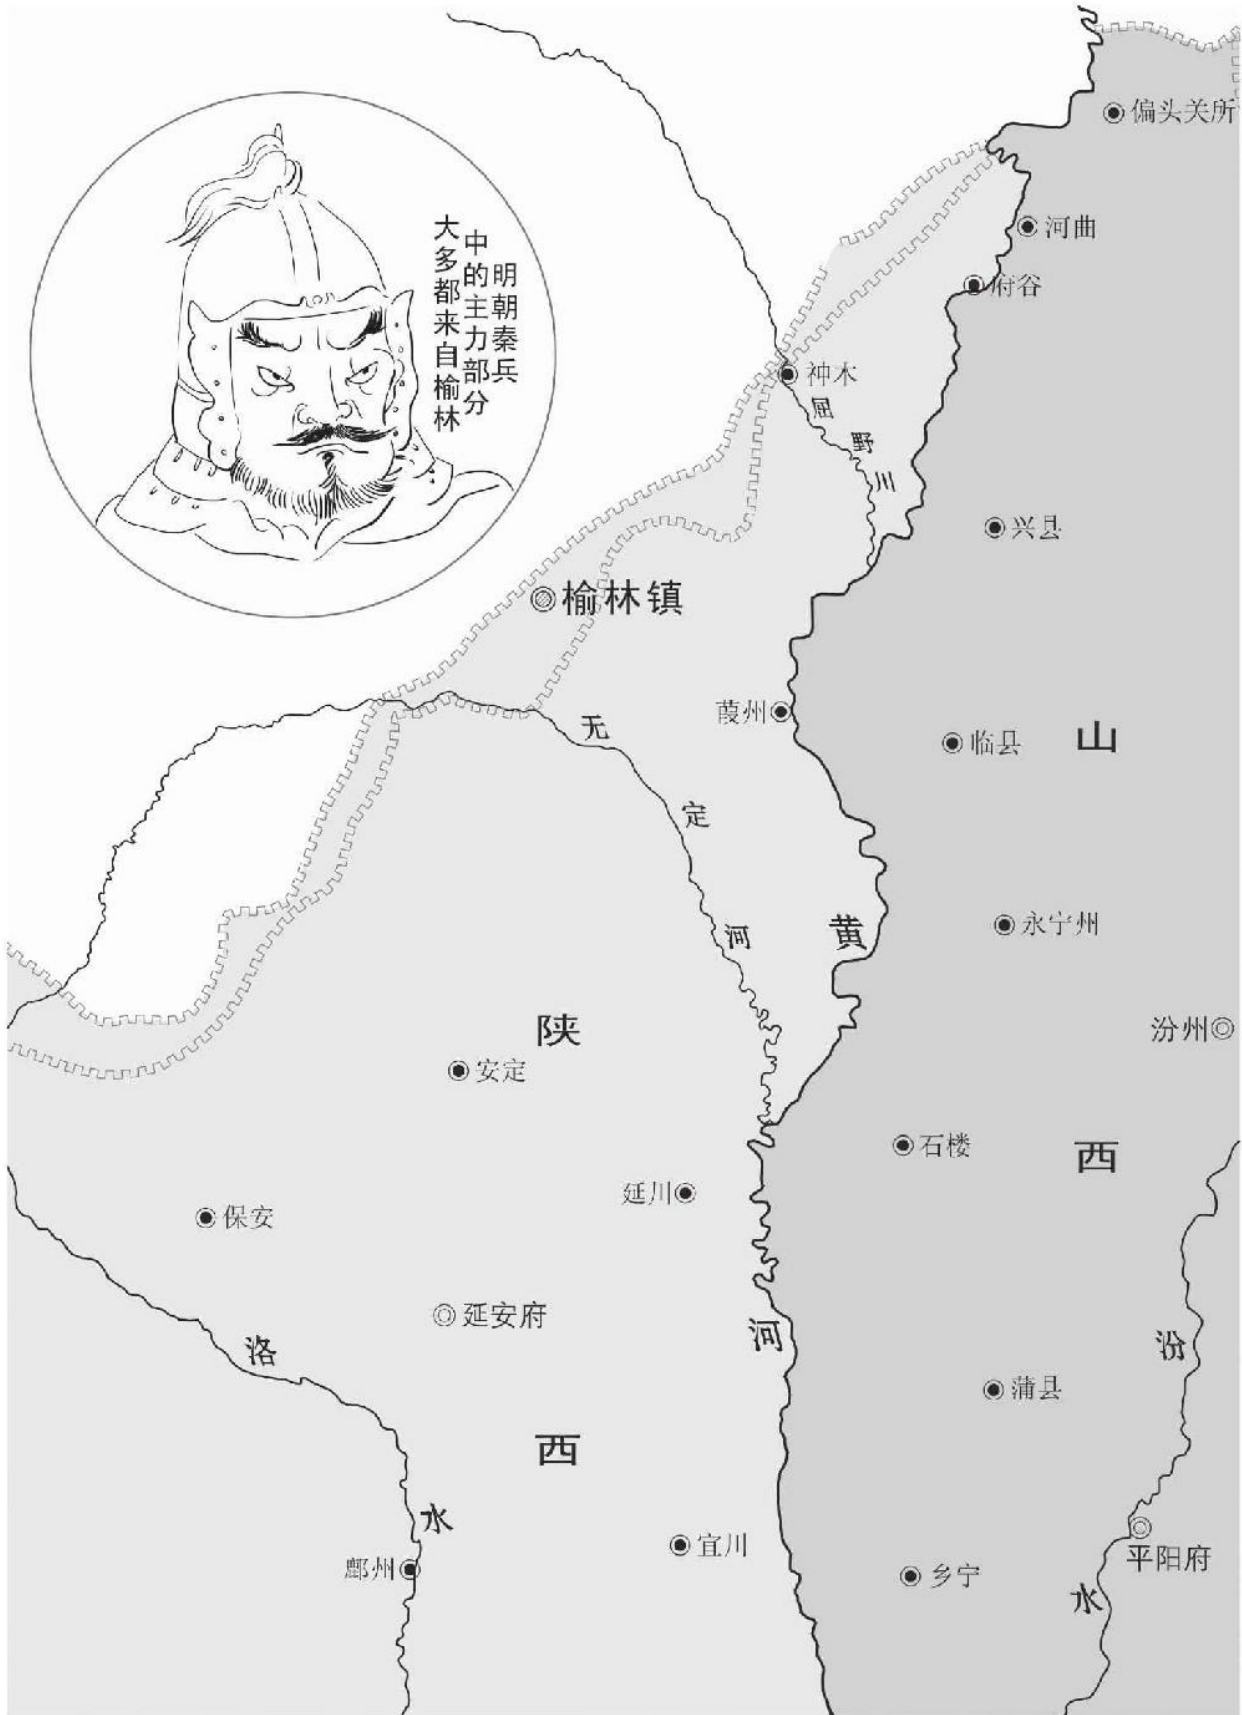 明朝秦兵
中的主力部分
大多都来自榆林
偏头关所
河曲
府谷
神木
屈野三
兴县
榆林镇
葭州
临县
山西
无定河
黄河
永宁州
汾州
陕西
安定
石楼
延川
保安
延安府
洛水
蒲县
汾水
宜川
鄜州
乡宁
平阳府